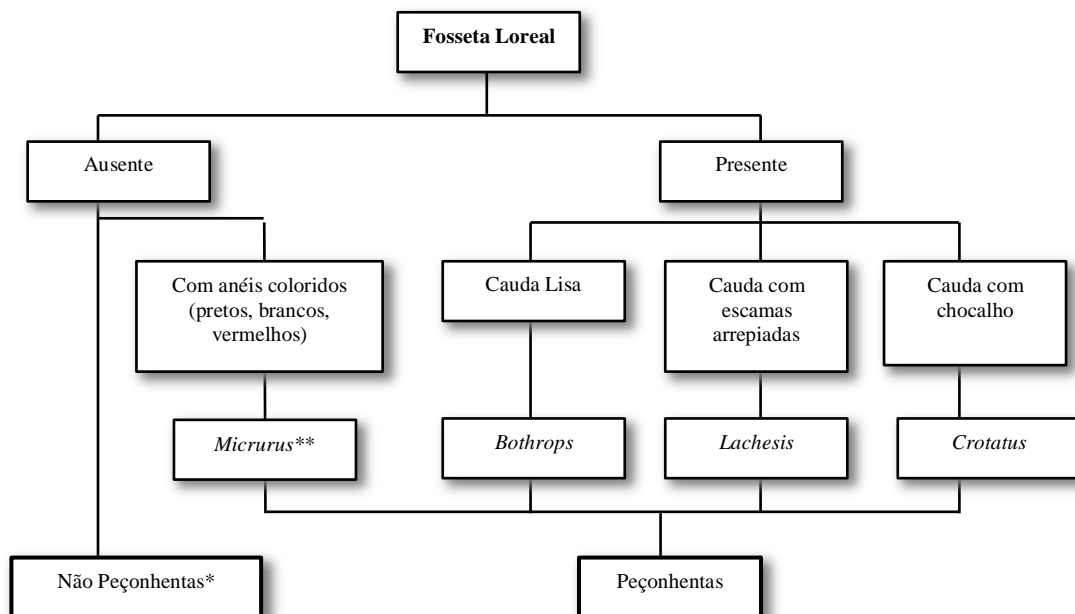 Fosseta Loreal
Ausente
Presente
Com anéis coloridos
(pretos, brancos,
vermelhos)
Cauda Lisa
Cauda com
escamas
arrepiadas
Cauda com
chocalho
Micrurus**
Bothrops
Lachesis
Crotatus
Não Peçonhentas*
Peçonhentas